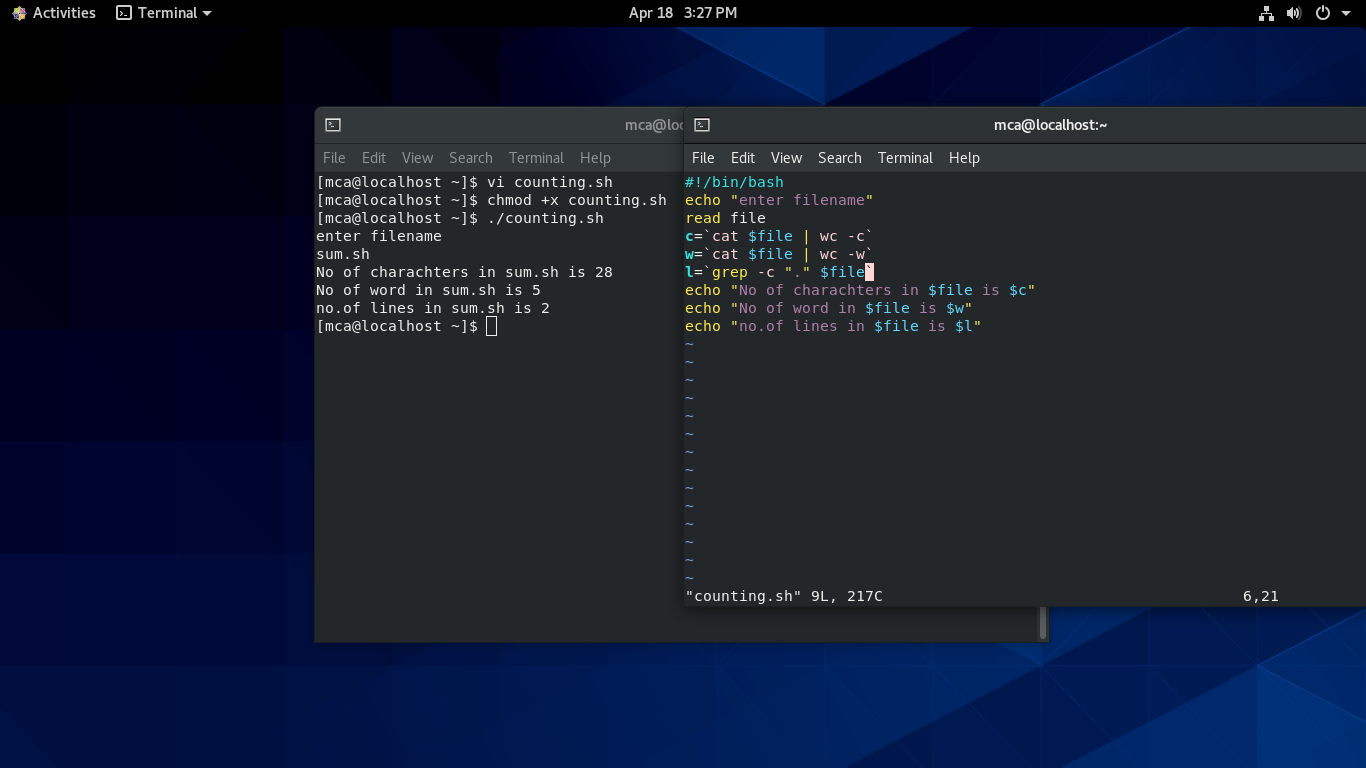 Activities Terminal Apr 18 3:27 PM
mca@loc
File Edit View Search Terminal Help
[mca@localhost ~]$ vi counting.sh
[mca@localhost ~]$ chmod +x counting.sh
[mca@localhost ~]$ ./counting.sh
enter filename
sum.sh
No of charachters in sum.sh is 28
No of word in sum.sh is 5
no.of lines in sum.sh is 2
[mca@localhost ~]$
mca@localhost:~
File Edit View Search Terminal Help
#!/bin/bash
echo "enter filename"
read file
c=`cat $file | wc -c`
w=`cat $file | wc -w`
l=`grep -c "." $file`
echo "No of charachters in $file is $c"
echo "No of word in $file is $w"
echo "no.of lines in $file is $l"
~
~
~
~
~
~
~
~
~
~
~
~
~
~
"counting.sh" 9L, 217C 6,21